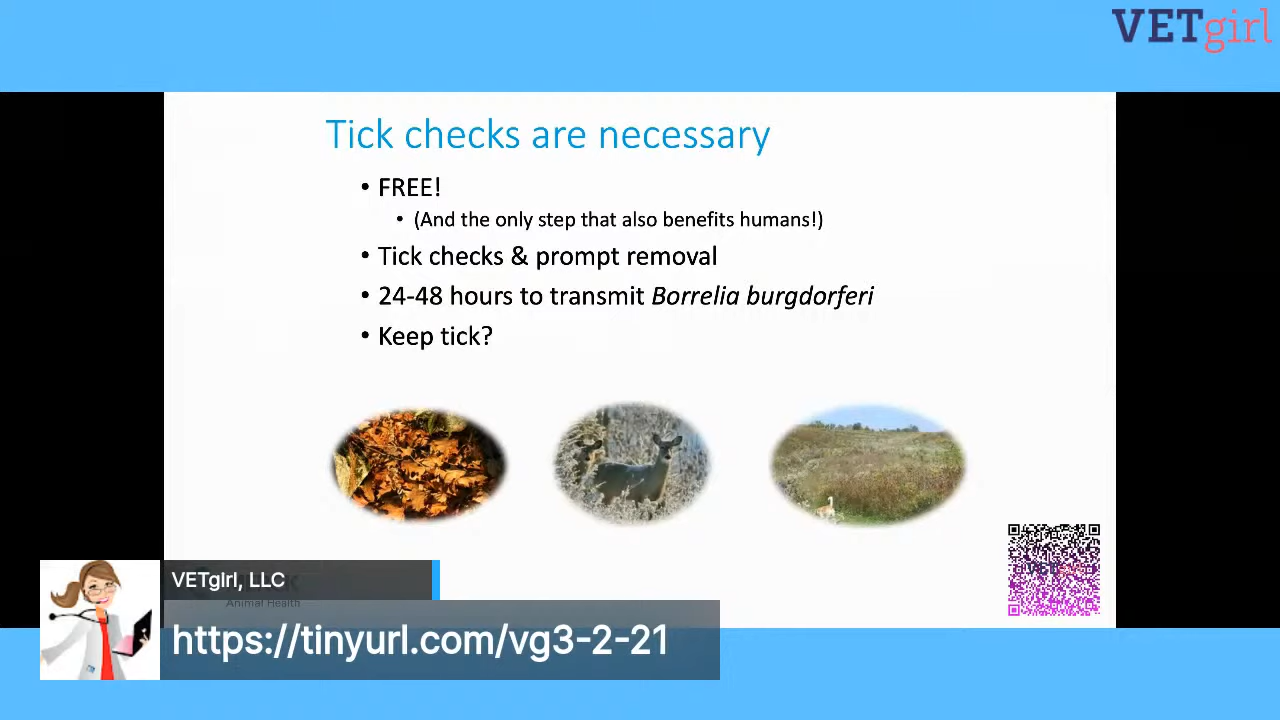 VETgirl
Tick checks are necessary
• FREE!
• (And the only step that also benefits humans!)
• Tick checks & prompt removal
• 24-48 hours to transmit Borrelia burgdorferi
• Keep tick?
VETgirl, LLC
Animal Health
https://tinyurl.com/vg3-2-21